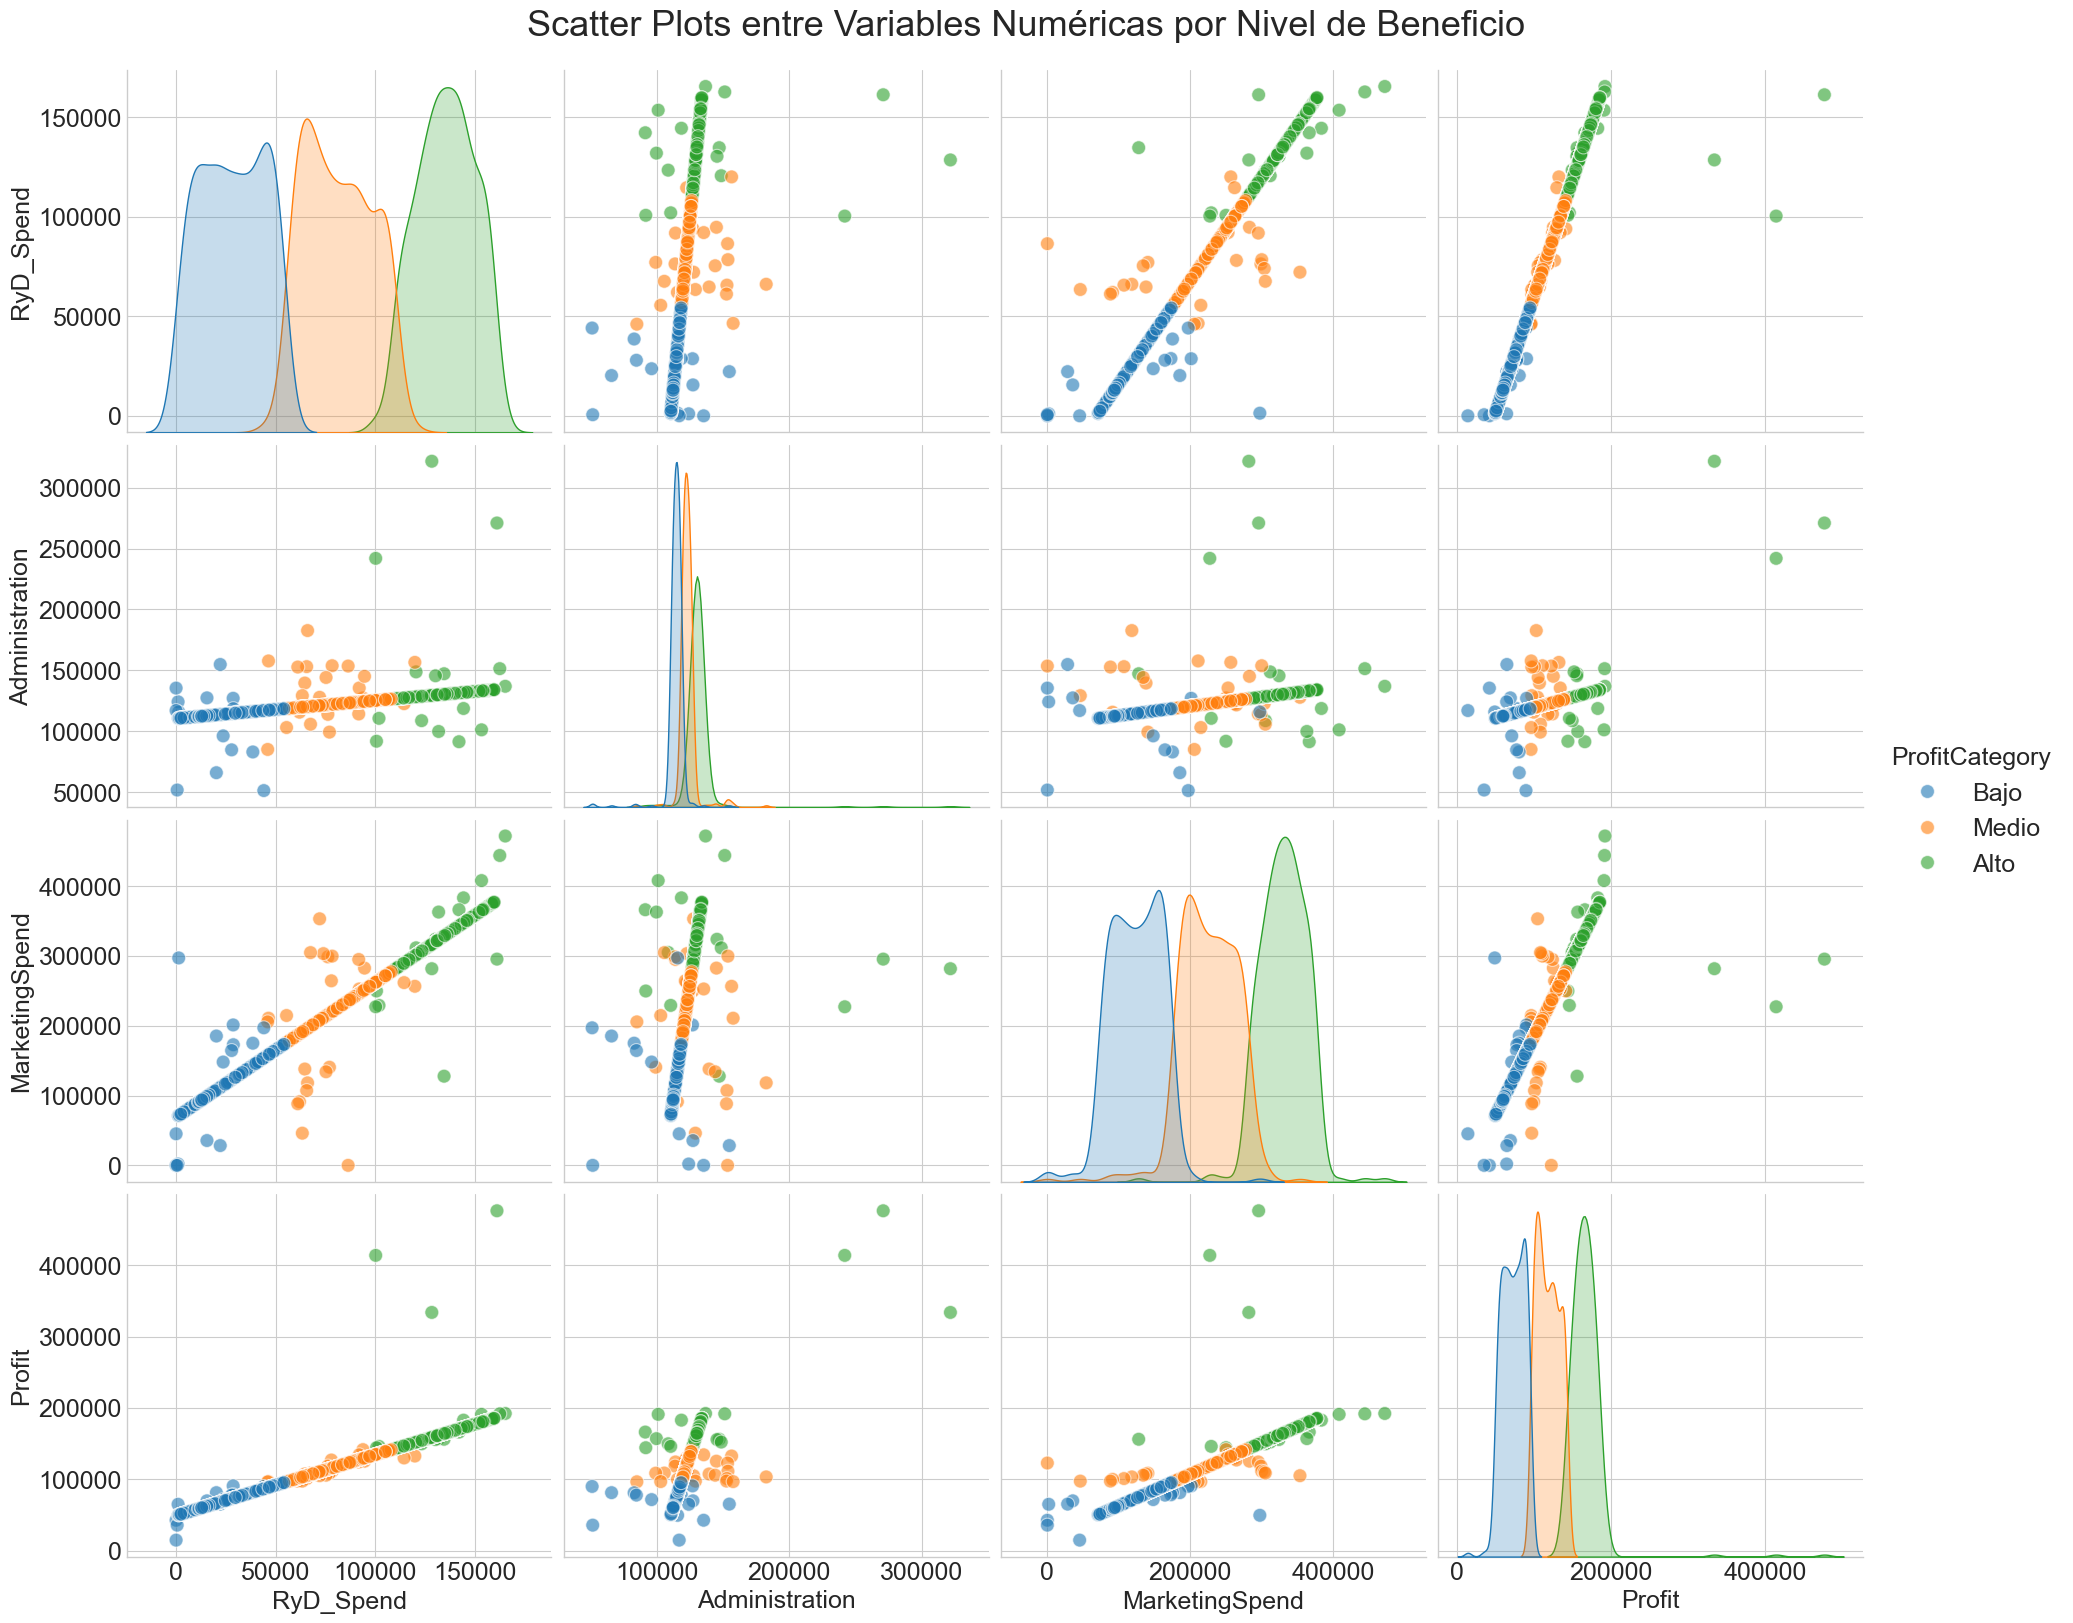 Scatter Plots entre Variables Numéricas por Nivel de Beneficio
RyD_Spend
150000
100000
50000
0
Administration
300000
250000
200000
150000
100000
50000
MarketingSpend
400000
300000
200000
100000
0
Profit
400000
300000
200000
100000
0
0 50000 100000 150000
RyD_Spend
100000 200000 300000
Administration
0 200000 400000
MarketingSpend
0 200000 400000
Profit
ProfitCategory
Bajo
Medio
Alto